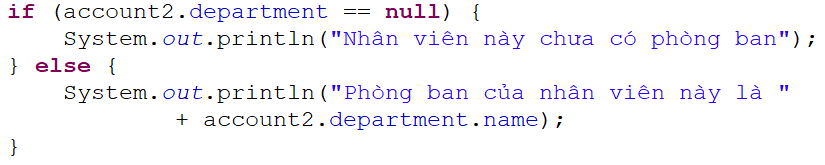 if (account2.department == null) {
    System.out.println("Nhân viên này chưa có phòng ban");
} else {
    System.out.println("Phòng ban của nhân viên này là "
            + account2.department.name);
}